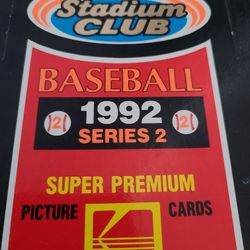 Stadium
CLUB
BASEBALL
1992
SERIES 2
SUPER PREMIUM
PICTURE CARDS